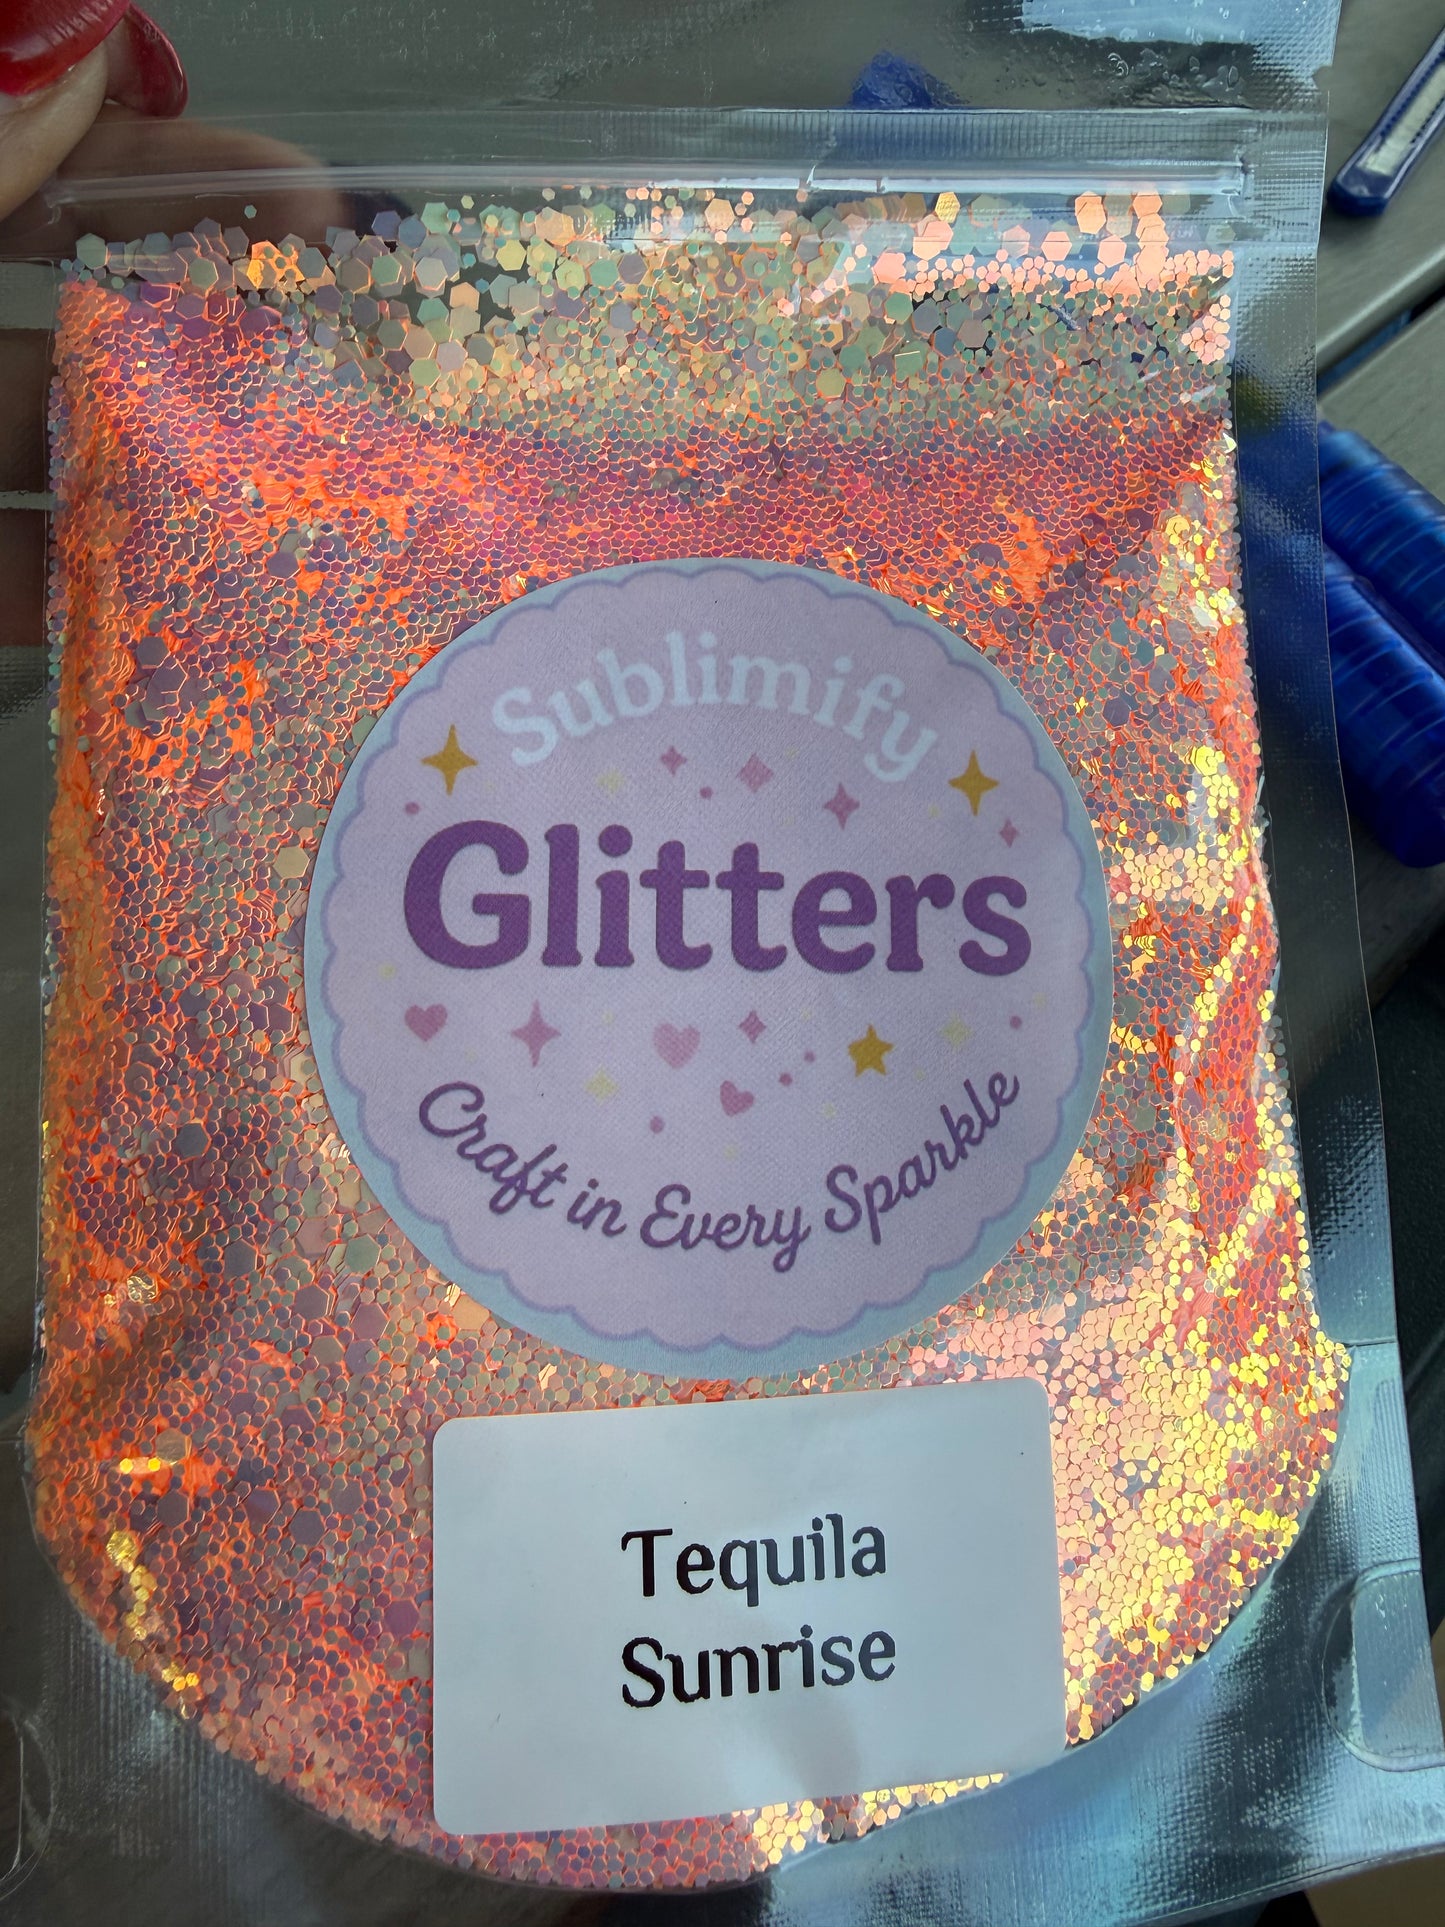 Sublimify
Glitters
Craft in Every Sparkle
Tequila
Sunrise